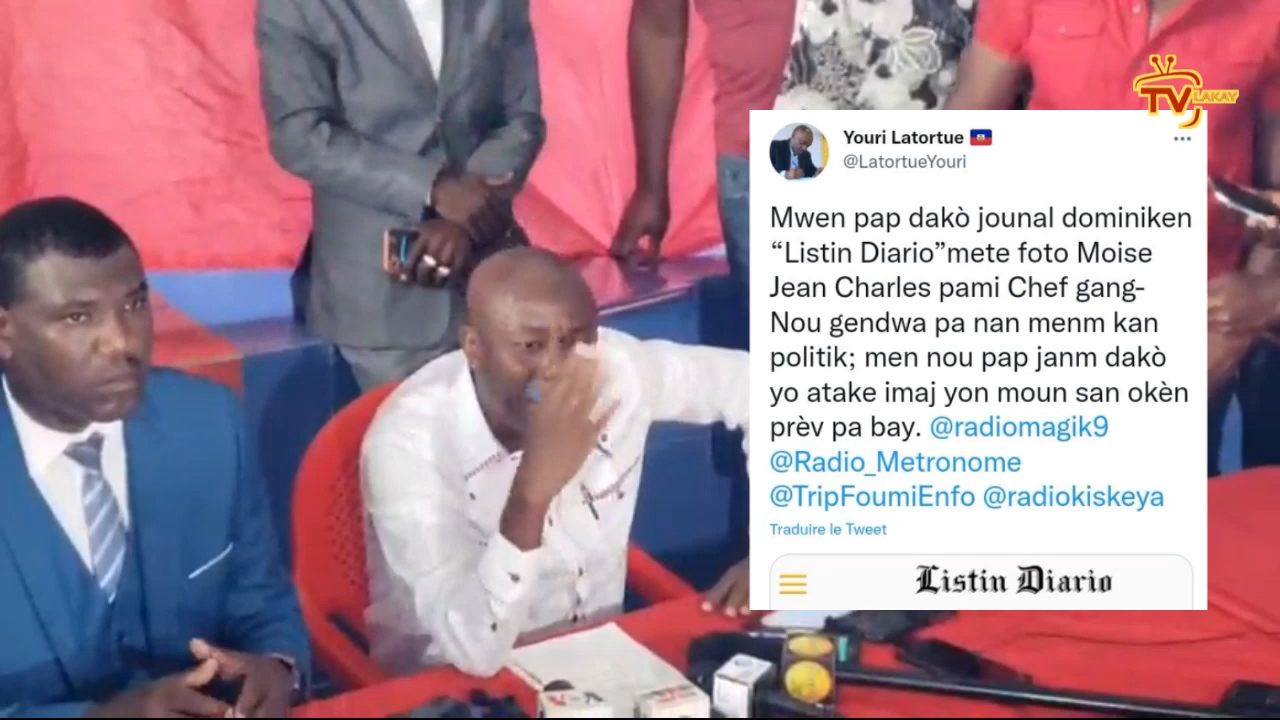 TV LAKAY
Youri Latortue
@LatortueYouri
Mwen pap dakò jounal dominiken
“Listin Diario”mete foto Moise
Jean Charles pami Chef gang-
Nou gendwa pa nan menm kan
politik; men nou pap janm dakò
yo atake imaj yon moun san okèn
prèv pa bay. @radiomagik9
@Radio_Metronome
@TripFoumiEnfo @radiokiskeya
Traduire le Tweet
Listin Diario